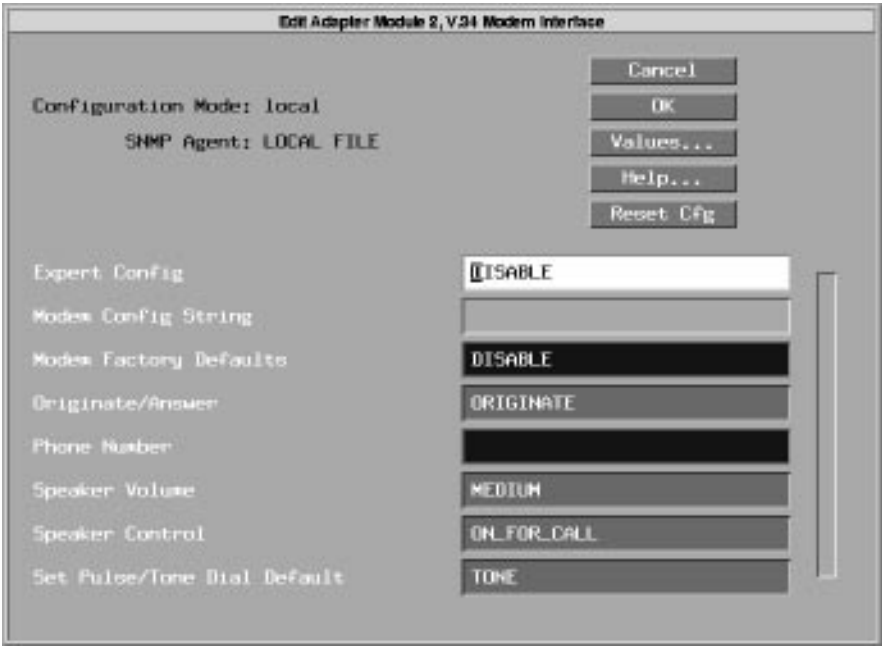 Edit Adapter Module 2, V.34 Modem Interface
Cancel
Configuration Mode: local
OK
SNMP Agent: LOCAL FILE
Values...
Help...
Reset Cfg
Expert Config
DISABLE
Modem Config String
Modem Factory Defaults
DISABLE
Originate/Answer
ORIGINATE
Phone Number
Speaker Volume
MEDIUM
Speaker Control
ON_FOR_CALL
Set Pulse/Tone Dial Default
TONE